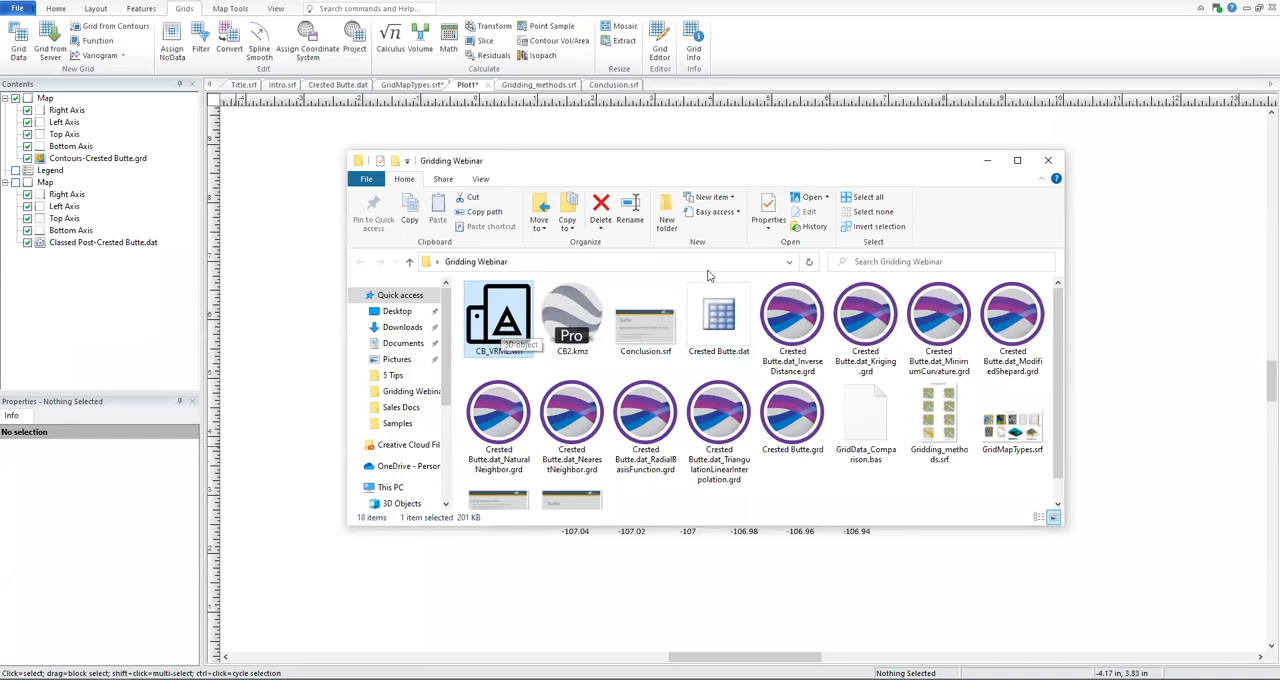 File Home Layout Features Grids Map Tools View Search commands and Help...
Grid Data
Grid from Server
Grid from Contours
Function
Variogram
New Grid
Assign NoData
Filter
Convert
Spline Smooth
Assign Coordinate System
Project
Edit
Calculus
Volume
Math
Transform
Slice
Residuals
Point Sample
Contour Vol/Area
Isopach
Calculate
Mosaic
Extract
Resize
Grid Editor
Editor
Grid Info
Info
Contents
Title.srf Intro.srf Crested Butte.dat GridMapTypes.srf* Plot1* Gridding_methods.srf Conclusion.srf
Map
Right Axis
Left Axis
Top Axis
Bottom Axis
Contours-Crested Butte.grd
Legend
Map
Right Axis
Left Axis
Top Axis
Bottom Axis
Classed Post-Crested Butte.dat
Properties - Nothing Selected
Info
No selection
Gridding Webinar
File Home Share View
Pin to Quick access
Copy
Paste
Cut
Copy path
Paste shortcut
Clipboard
Move to
Copy to
Delete
Rename
Organize
New folder
New item
Easy access
New
Properties
Open
Edit
History
Open
Select all
Select none
Invert selection
Select
Gridding Webinar
Search Gridding Webinar
Quick access
Desktop
Downloads
Documents
Pictures
5 Tips
Gridding Webina
Sales Docs
Samples
Creative Cloud Fil
OneDrive - Person
This PC
3D Objects
3D object
Pro
CB2.kmz
Conclusion.srf
Crested Butte.dat
Crested Butte.dat_InverseDistance.grd
Crested Butte.dat_Kriging.grd
Crested Butte.dat_MinimumCurvature.grd
Crested Butte.dat_ModifiedShepard.grd
Crested Butte.dat_NaturalNeighbor.grd
Crested Butte.dat_NearestNeighbor.grd
Crested Butte.dat_RadialBasisFunction.grd
Crested Butte.dat_TriangulationLinearInterpolation.grd
Crested Butte.grd
GridData_Comparison.bas
Gridding_methods.srf
GridMapTypes.srf
18 items 1 item selected 201 KB
-107.04 -107.02 -107 -106.98 -106.96 -106.94
Click=select; drag=block select; shift+click=multi-select; ctrl+click=cycle selection
Nothing Selected
-4.17 in, 3.83 in